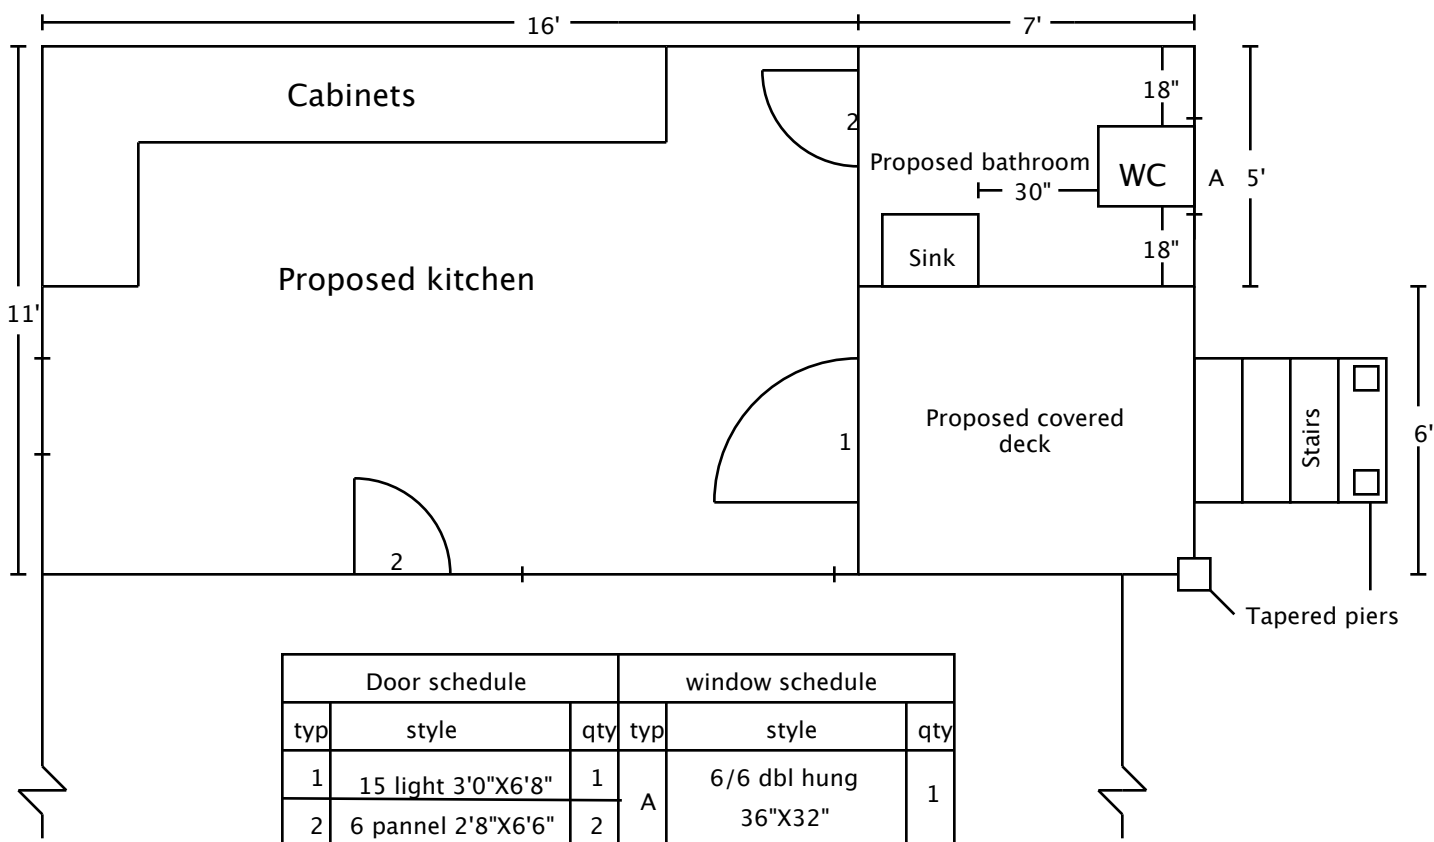 16'
7'
Cabinets
18"
2
Proposed bathroom
WC
A
5'
30"
18"
Sink
Proposed kitchen
11'
Proposed covered
deck
1
Stairs
6'
2
Tapered piers
Door schedule
window schedule
typ style qty typ style qty
1 15 light 3'0"X6'8" 1
A 6/6 dbl hung 1
36"X32"
2 6 pannel 2'8"X6'6" 2